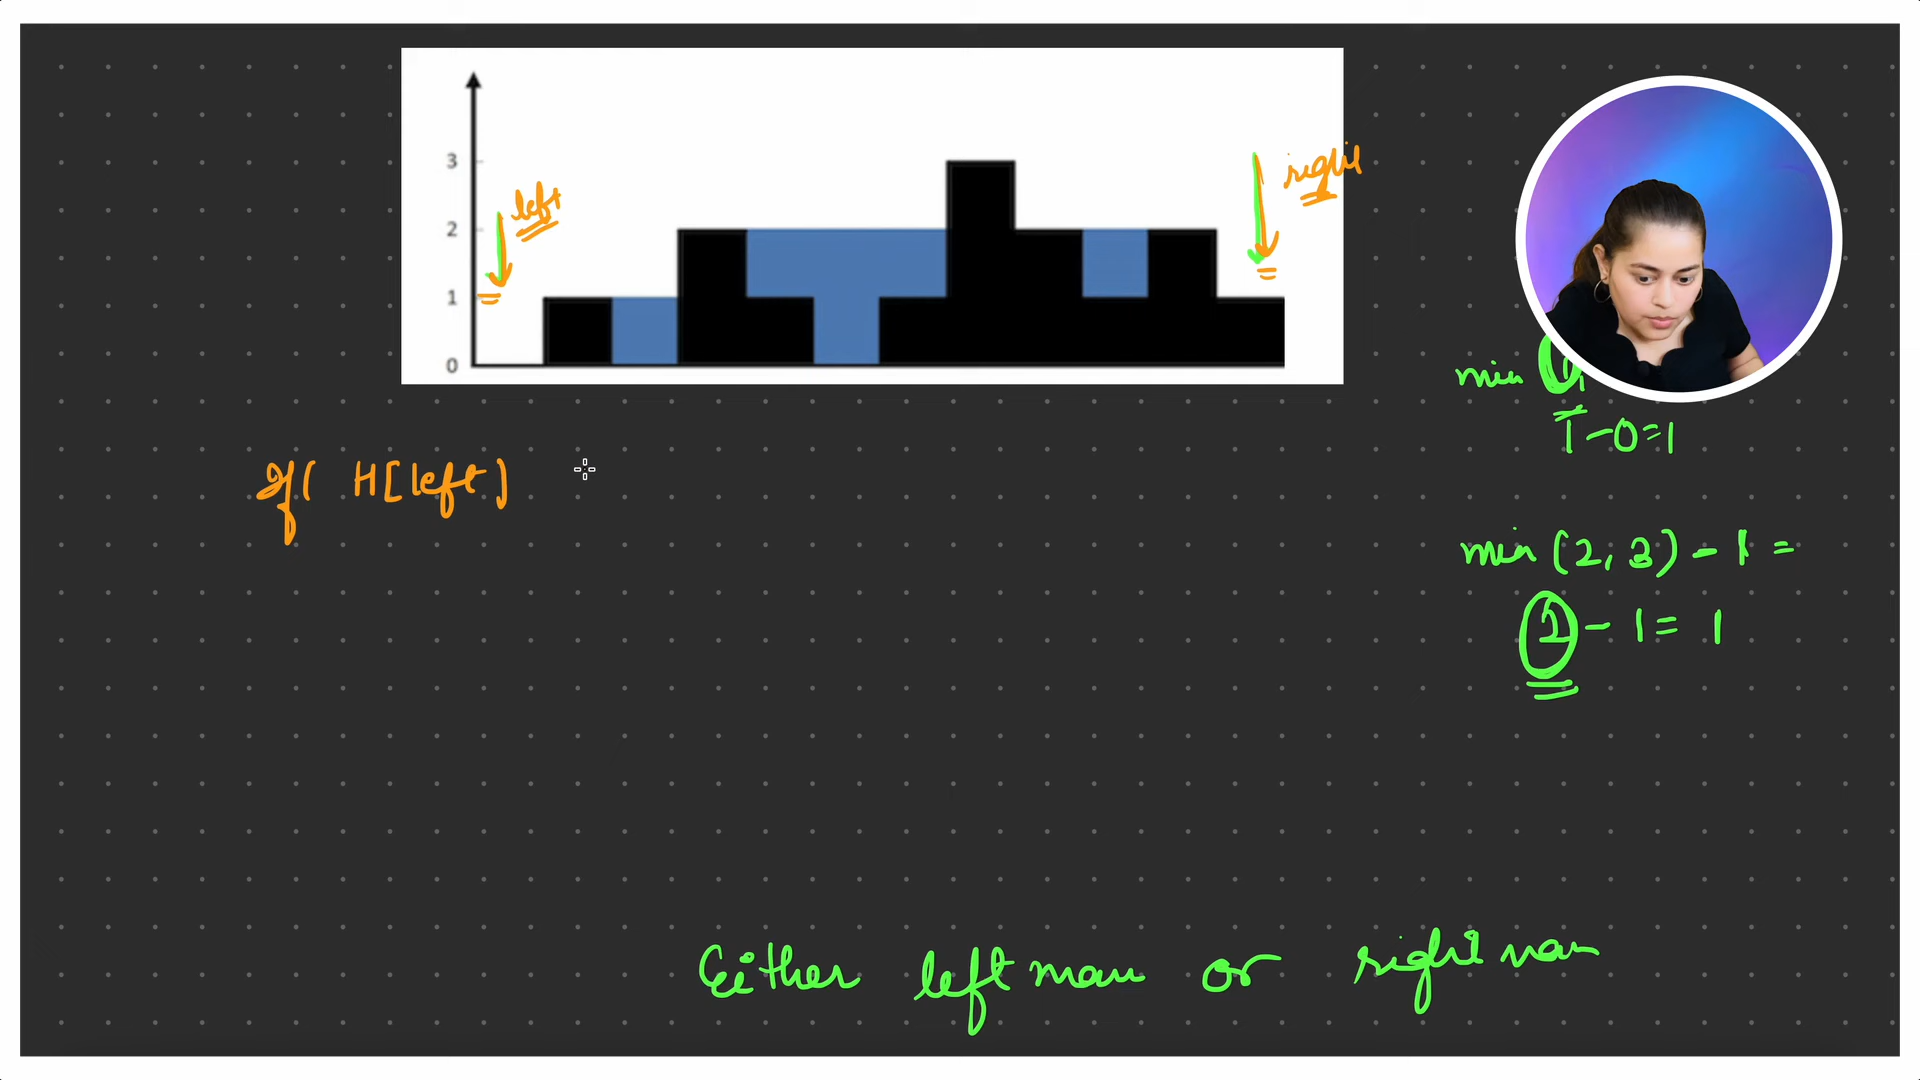 3
right
left
2
1
0
min
1-0=1
If( H[left]
min (2, 3) - 1 =
2 - 1 = 1
Either left max or right max